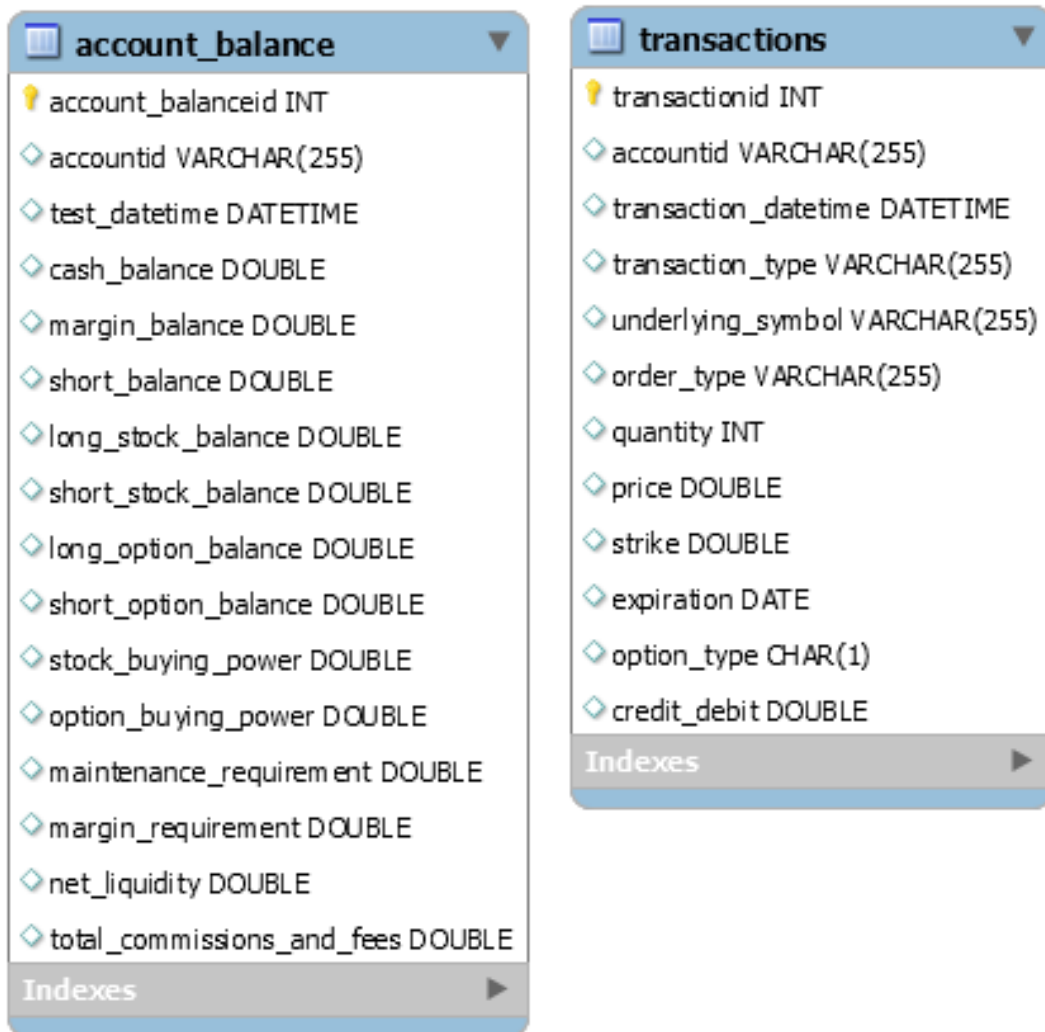 account_balance
account_balanceid INT
accountid VARCHAR(255)
test_datetime DATETIME
cash_balance DOUBLE
margin_balance DOUBLE
short_balance DOUBLE
long_stock_balance DOUBLE
short_stock_balance DOUBLE
long_option_balance DOUBLE
short_option_balance DOUBLE
stock_buying_power DOUBLE
option_buying_power DOUBLE
maintenance_requirement DOUBLE
margin_requirement DOUBLE
net_liquidity DOUBLE
total_commissions_and_fees DOUBLE
Indexes
transactions
transactionid INT
accountid VARCHAR(255)
transaction_datetime DATETIME
transaction_type VARCHAR(255)
underlying_symbol VARCHAR(255)
order_type VARCHAR(255)
quantity INT
price DOUBLE
strike DOUBLE
expiration DATE
option_type CHAR(1)
credit_debit DOUBLE
Indexes